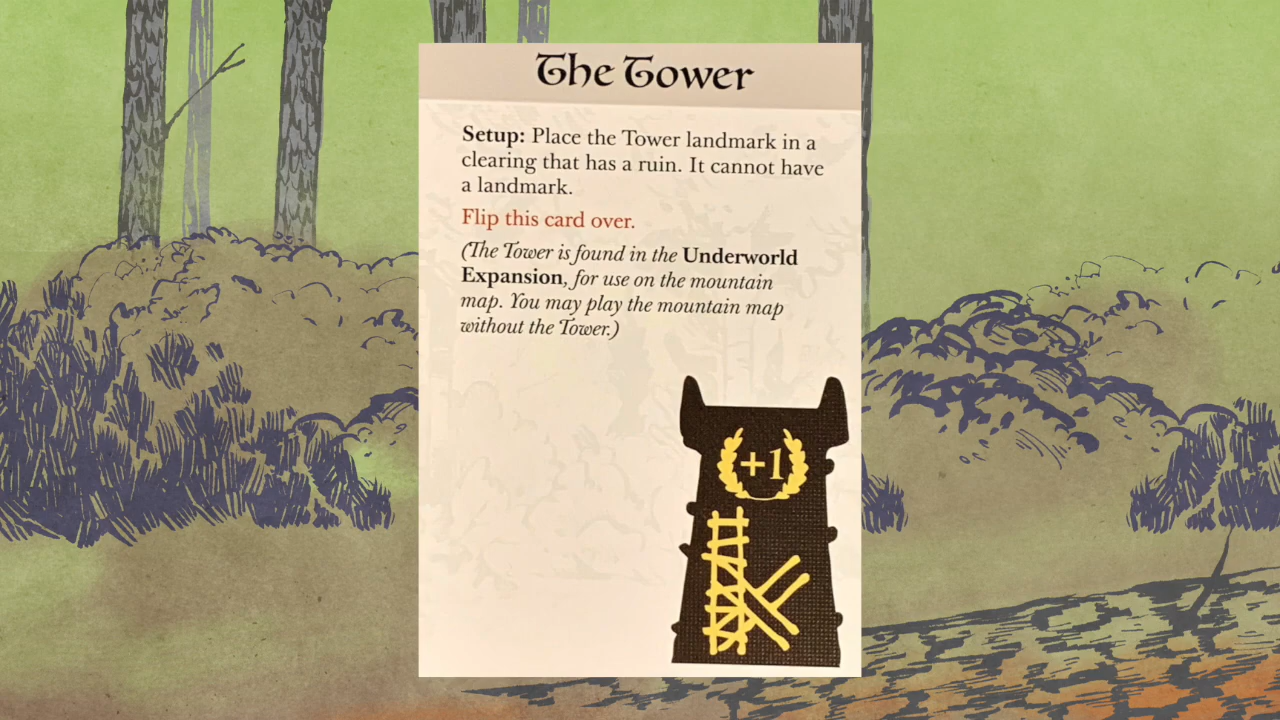 The Tower
Setup: Place the Tower landmark in a
clearing that has a ruin. It cannot have
a landmark.
Flip this card over.
(The Tower is found in the Underworld
Expansion, for use on the mountain
map. You may play the mountain map
without the Tower.)
+1